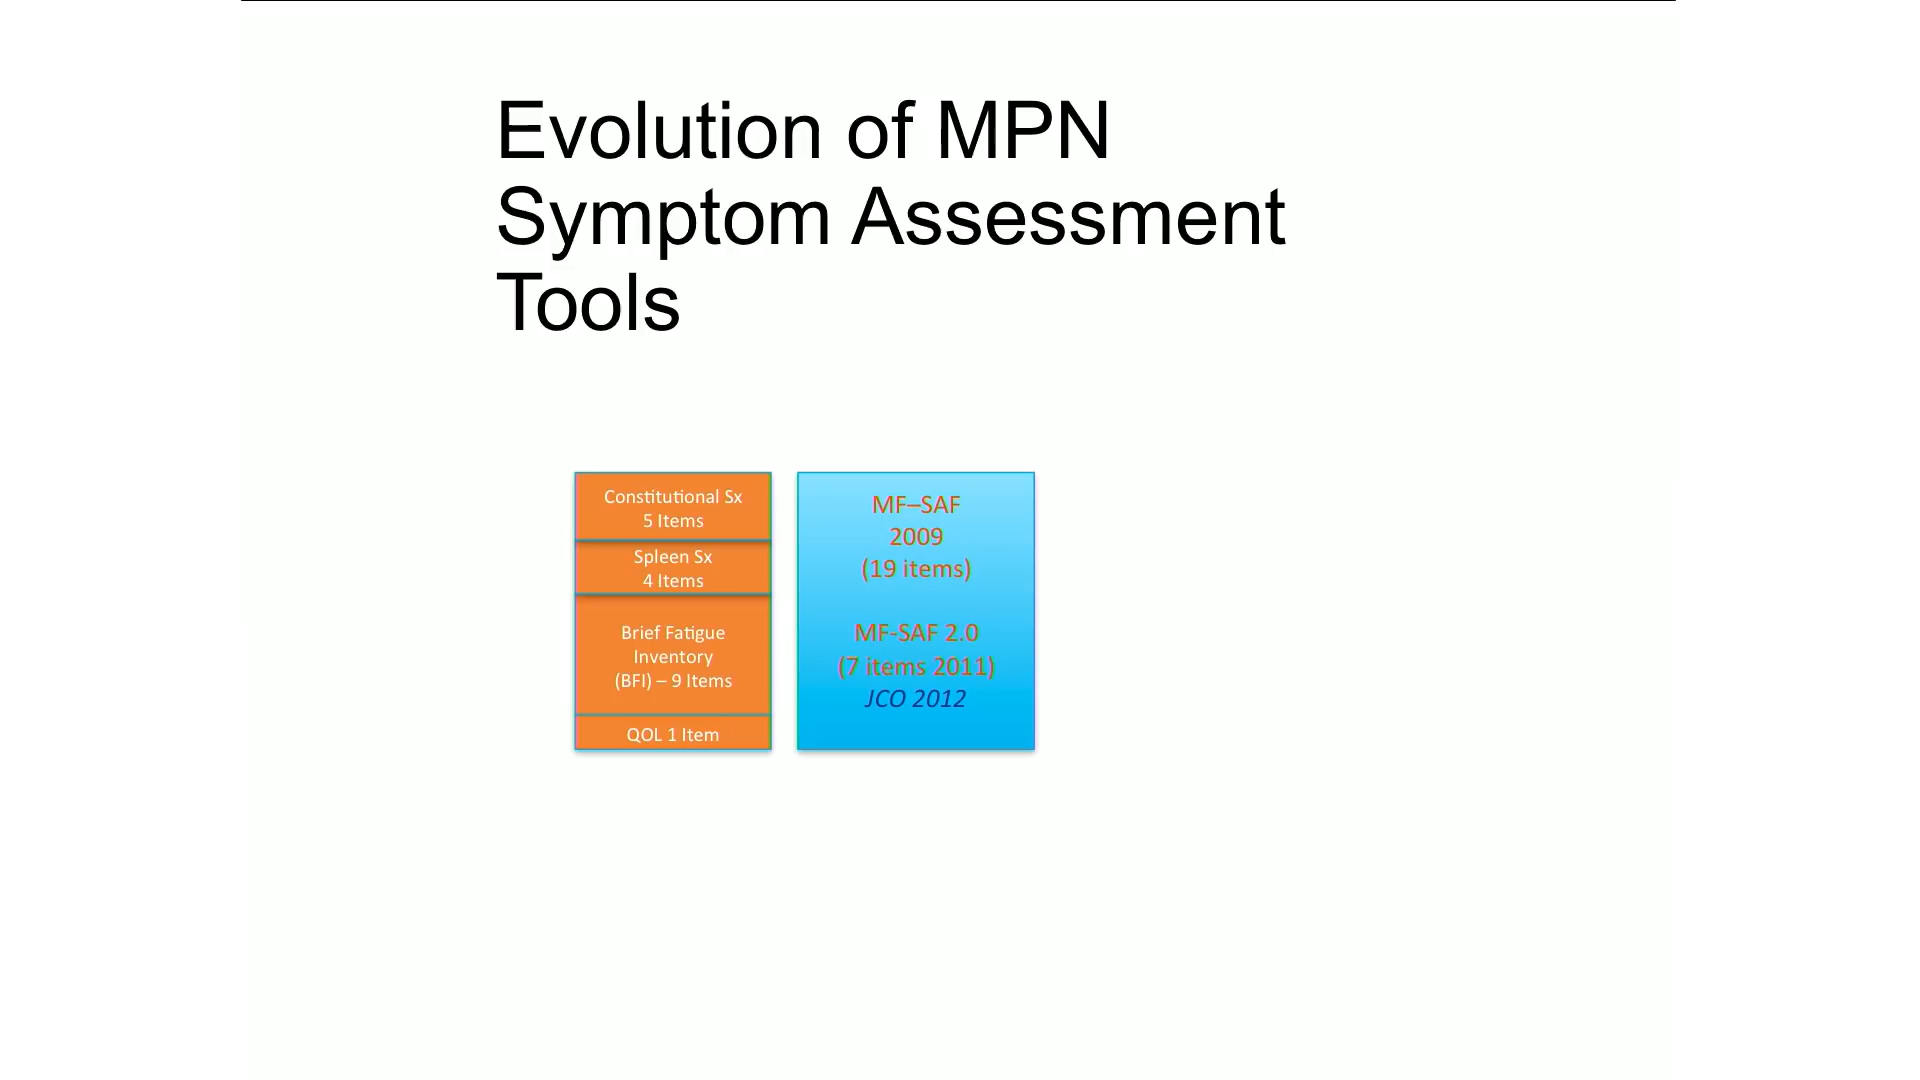 Evolution of MPN
Symptom Assessment
Tools
Constitutional Sx
5 Items
Spleen Sx
4 Items
Brief Fatigue
Inventory
(BFI) – 9 Items
QOL 1 Item
MF–SAF
2009
(19 items)
MF-SAF 2.0
(7 items 2011)
JCO 2012